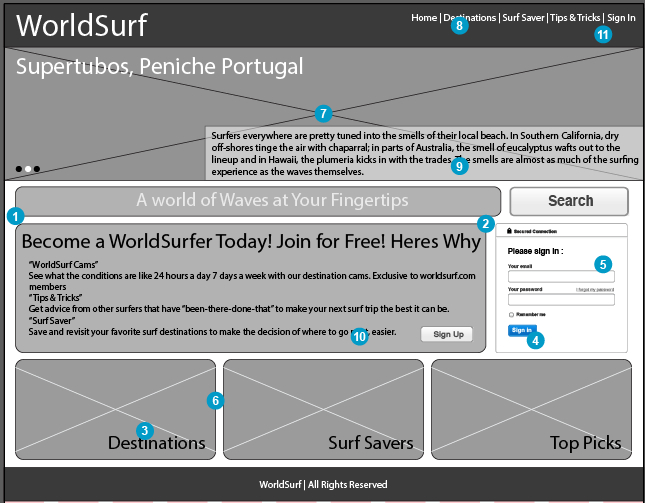 WorldSurf
Home | Destinations | Surf Saver | Tips & Tricks | Sign In
8
11
Supertubos, Peniche Portugal
7
Surfers everywhere are pretty tuned into the smells of their local beach. In Southern California, dry
off-shores tinge the air with chaparral; in parts of Australia, the smell of eucalyptus wafts out to the
lineup and in Hawaii, the plumeria kicks in with the trades. The smells are almost as much of the surfing
experience as the waves themselves.
9
A world of Waves at Your Fingertips
Search
1
2
Become a WorldSurfer Today! Join for Free! Heres Why
"WorldSurf Cams"
See what the conditions are like 24 hours a day 7 days a week with our destination cams. Exclusive to worldsurf.com
members
"Tips & Tricks"
Get advice from other surfers that have "been-there-done-that" to make your next surf trip the best it can be.
"Surf Saver"
Save and revisit your favorite surf destinations to make the decision of where to go easier.
10
Sign Up
Secured Connection
Please sign in :
Your email
5
Your password
I forgot my password
Remember me
Sign in
4
6
3
Destinations
Surf Savers
Top Picks
WorldSurf | All Rights Reserved